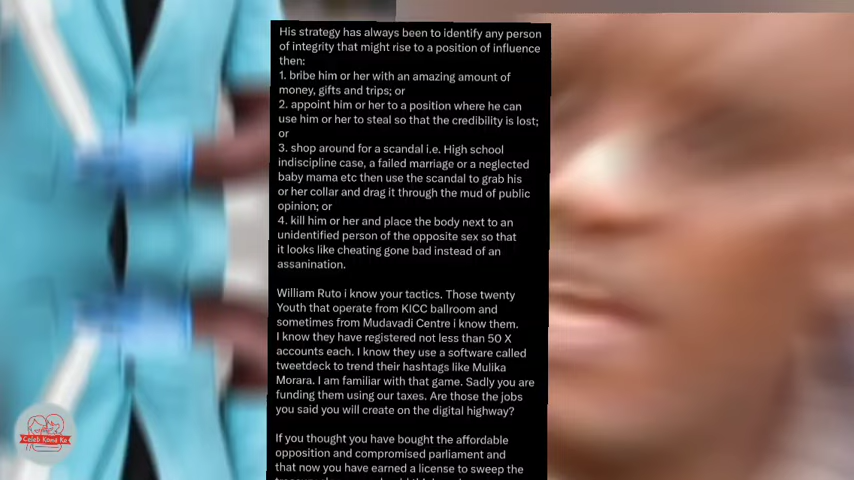 His strategy has always been to identify any person
of integrity that might rise to a position of influence
then:
1. bribe him or her with an amazing amount of
money, gifts and trips; or
2. appoint him or her to a position where he can
use him or her to steal so that the credibility is lost;
or
3. shop around for a scandal i.e. High school
indiscipline case, a failed marriage or a neglected
baby mama etc then use the scandal to grab his
or her collar and drag it through the mud of public
opinion; or
4. kill him or her and place the body next to an
unidentified person of the opposite sex so that
it looks like cheating gone bad instead of an
assanination.
William Ruto i know your tactics. Those twenty
Youth that operate from KICC ballroom and
sometimes from Mudavadi Centre i know them.
I know they have registered not less than 50 X
accounts each. I know they use a software called
tweetdeck to trend their hashtags like Mulika
Morara. I am familiar with that game. Sadly you are
funding them using our taxes. Are those the jobs
you said you will create on the digital highway?
If you thought you have bought the affordable
opposition and compromised parliament and
that now you have earned a license to sweep the
Celeb Kona Ke